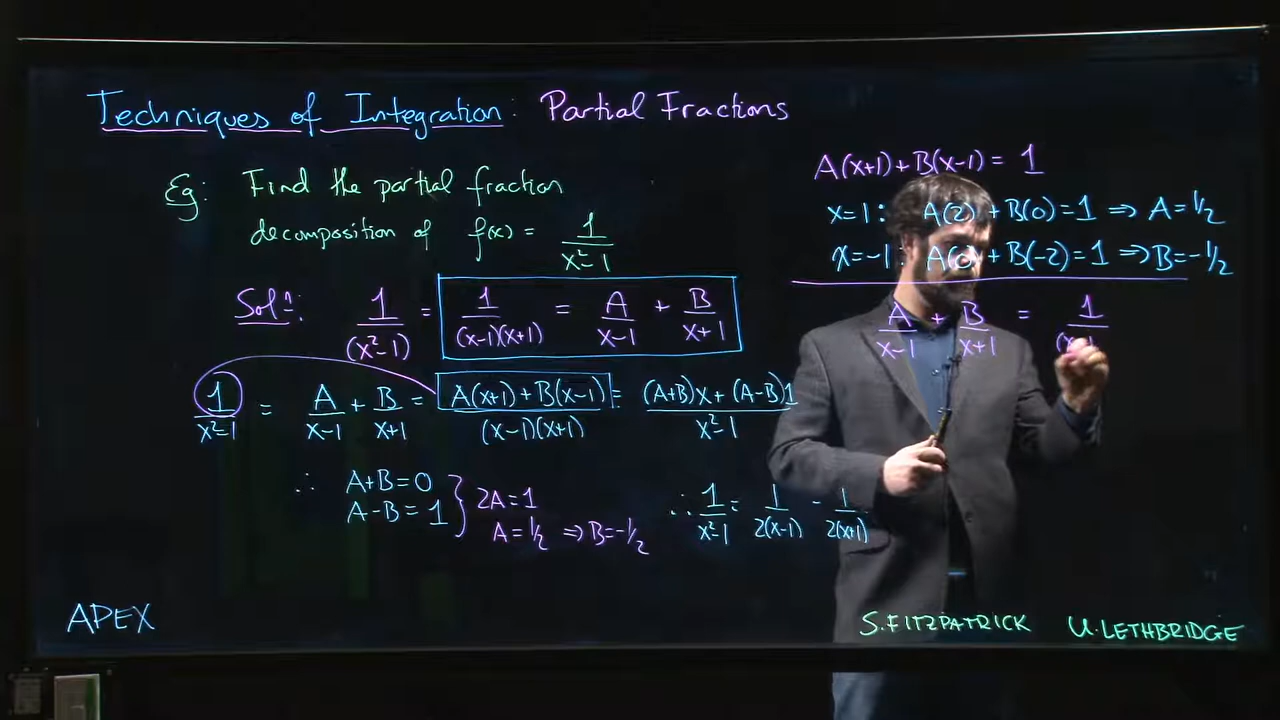 Techniques of Integration: Partial Fractions
Eg: Find the partial fraction
decomposition of f(x) = 1/(x²-1)
Solⁿ: 1/(x²-1) = 1/((x-1)(x+1)) = A/(x-1) + B/(x+1)
1/(x²-1) = A/(x-1) + B/(x+1) = (A(x+1)+B(x-1))/((x-1)(x+1)) = ((A+B)x + (A-B)1)/(x²-1)
∴ A+B=0
A-B=1
2A=1
A=1/2 ⇒ B=-1/2
∴ 1/(x²-1) = 1/(2(x-1)) - 1/(2(x+1))
A(x+1)+B(x-1) = 1
x=1: A(2)+B(0)=1 ⇒ A=1/2
x=-1: A(0)+B(-2)=1 ⇒ B=-1/2
A/(x-1) + B/(x+1) = 1
APEX
S.FITZPATRICK U.LETHBRIDGE